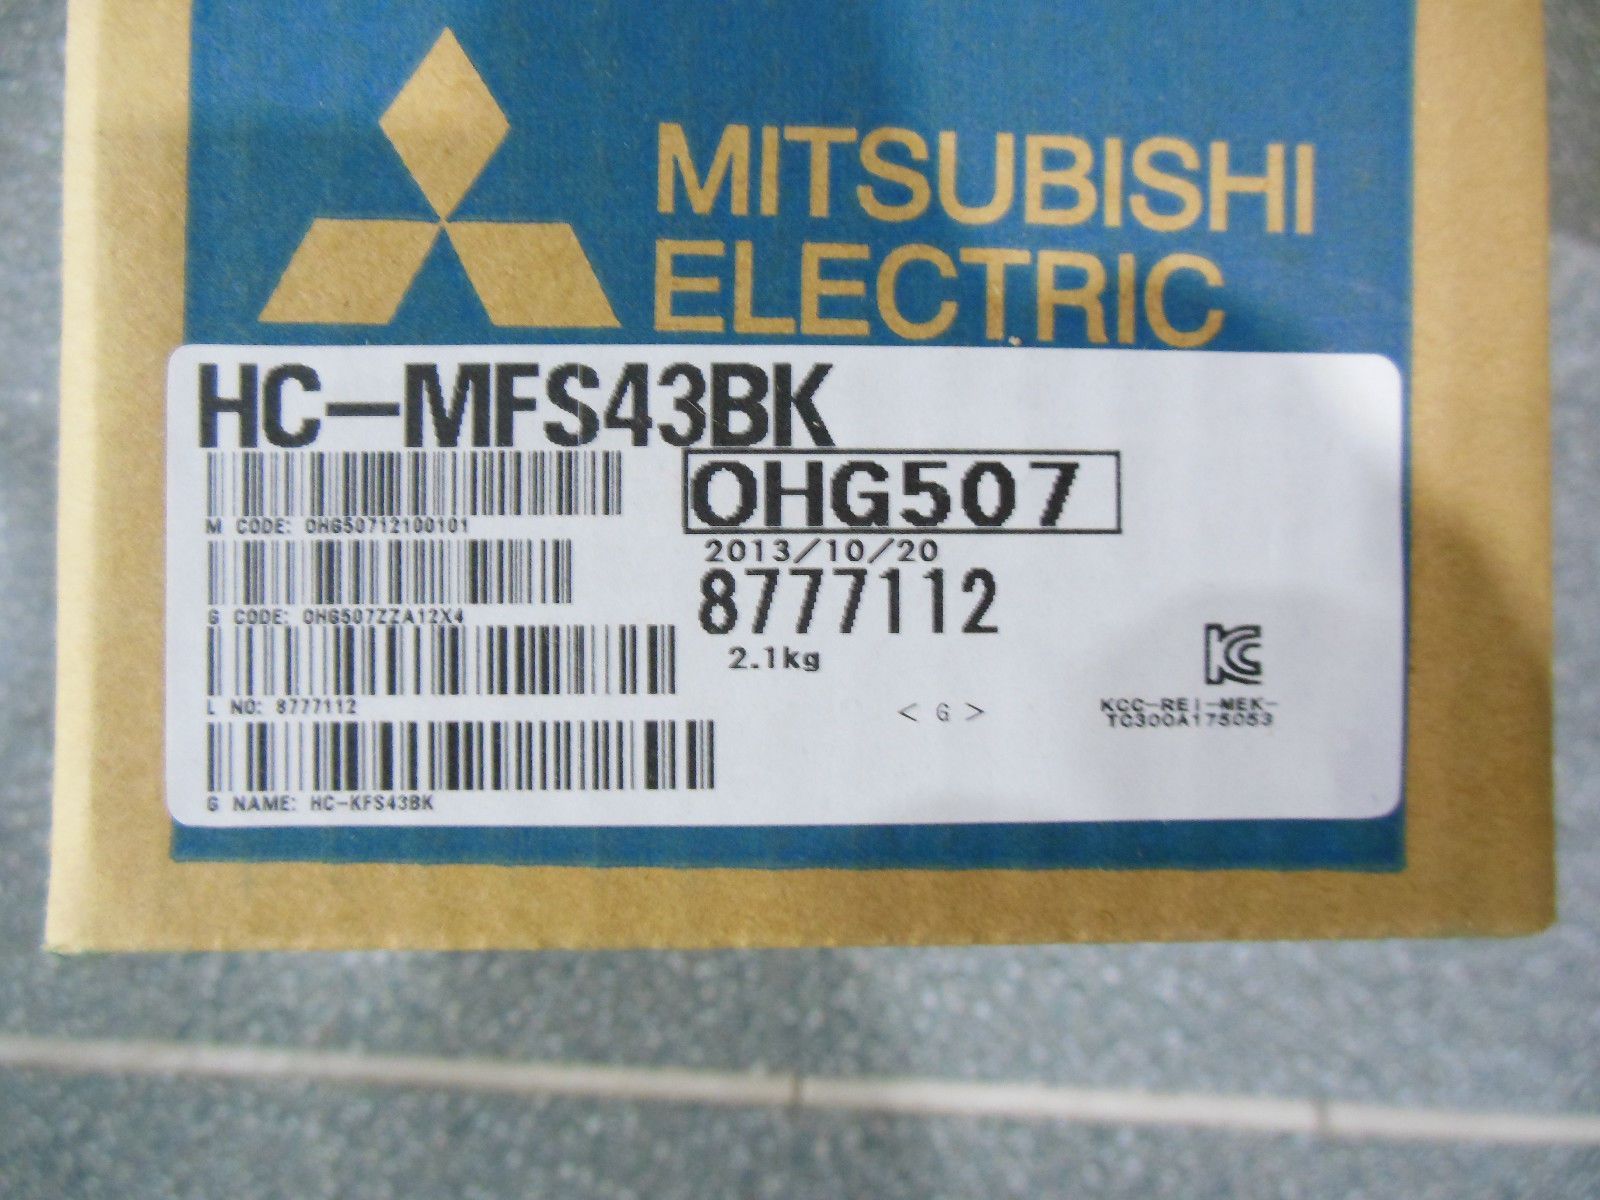 MITSUBISHI
ELECTRIC
HC-MFS43BK
OHG507
M CODE: OHG50712100101
2013/10/20
8777112
G CODE: OHG507ZZA12X4
2.1kg
L NO: 8777112
< G >
KCC-REI-MEK-
TC300A175053
G NAME: HC-KFS43BK